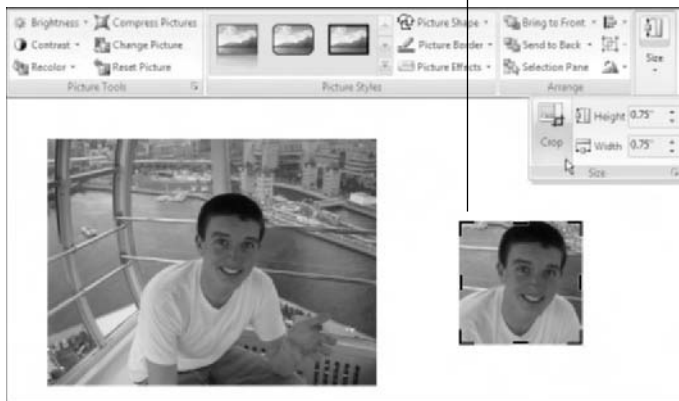 Brightness Compress Pictures
Contrast Change Picture
Recolor Reset Picture
Picture Tools
Picture Shape
Picture Border
Picture Effects
Picture Styles
Bring to Front
Send to Back
Selection Pane
Arrange
Size
Crop
Height 0.75"
Width 0.75"
Size